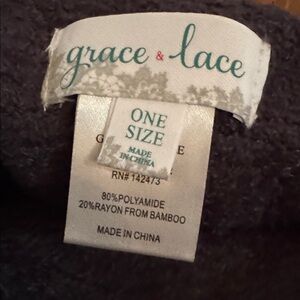 grace & lace
ONE
SIZE
MADE
IN CHINA
RN# 142473
80%POLYAMIDE
20%RAYON FROM BAMBOO
MADE IN CHINA